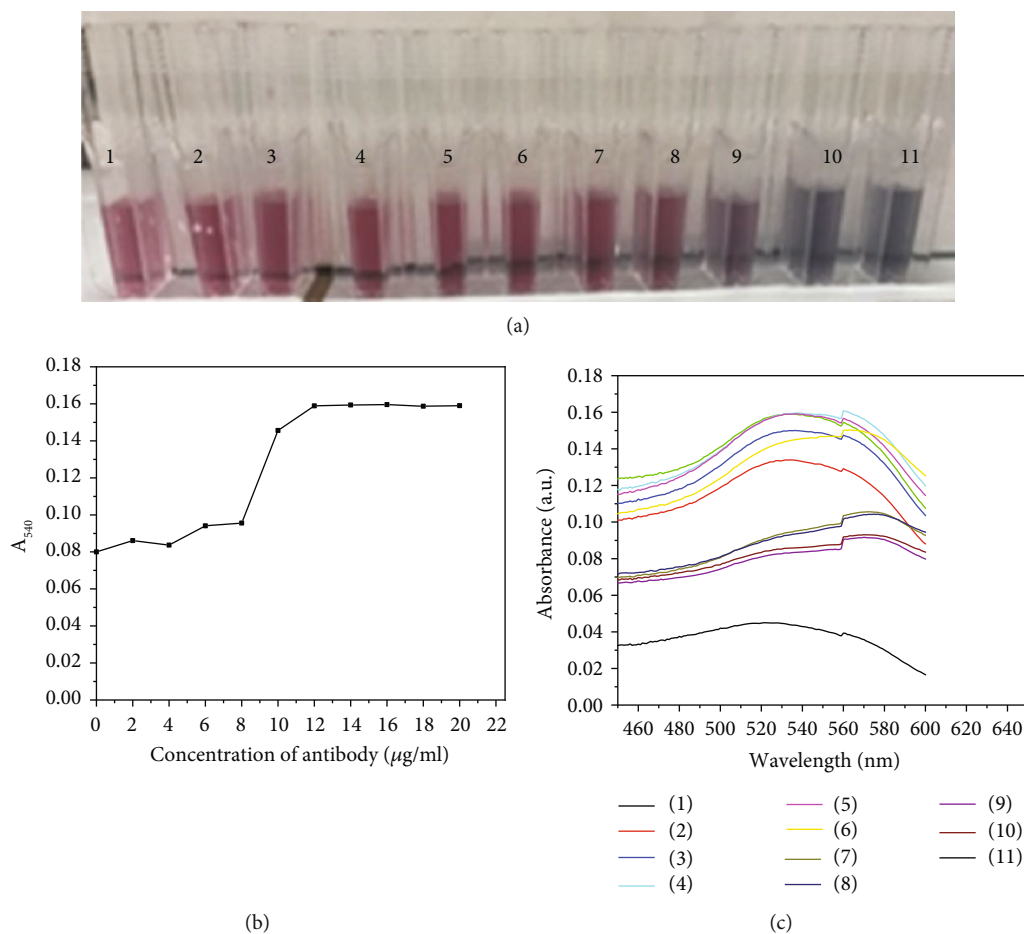 1 2 3 4 5 6 7 8 9 10 11
(a)
0.18
0.16
0.14
0.12
0.10
0.08
0.06
0.04
0.02
0.00
A540
0 2 4 6 8 10 12 14 16 18 20 22
Concentration of antibody (μg/ml)
(b)
0.18
0.16
0.14
0.12
0.10
0.08
0.06
0.04
0.02
0.00
Absorbance (a.u.)
460 480 500 520 540 560 580 600 620 640
Wavelength (nm)
(1) (5) (9)
(2) (6) (10)
(3) (7) (11)
(4) (8)
(c)